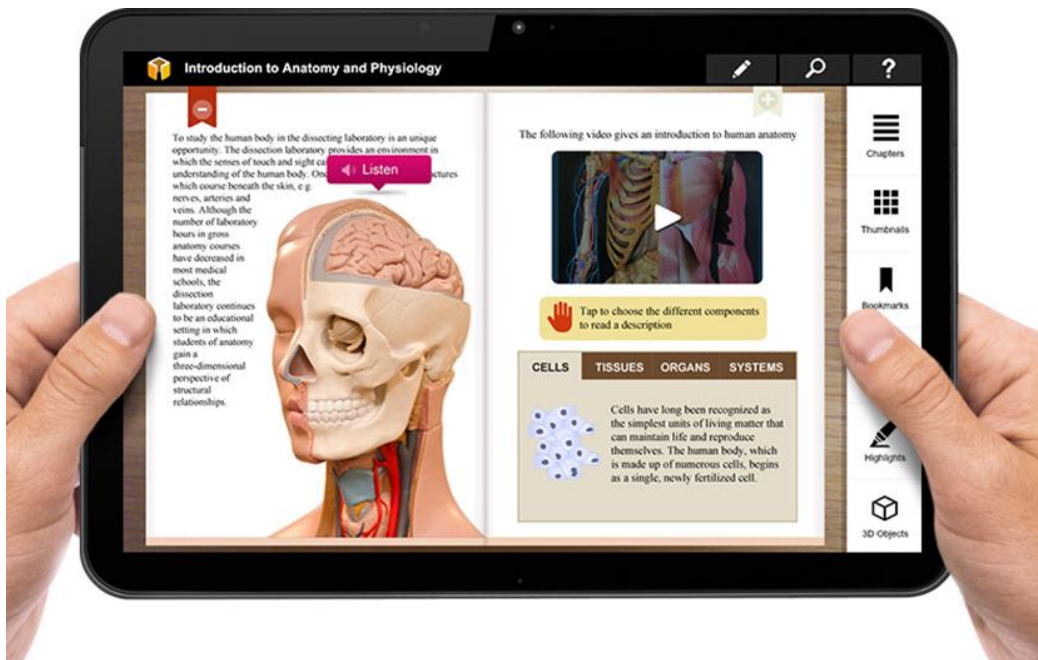 Introduction to Anatomy and Physiology
?
To study the human body in the dissecting laboratory is an unique
opportunity. The dissection laboratory provides an environment in
which the senses of touch and sight
understanding of the human body.
which course beneath the skin, e.g.
nerves, arteries and
veins. Although the
number of laboratory
hours in gross
anatomy courses
have decreased in
most medical
schools, the
dissection
laboratory continues
to be an educational
setting in which
students of anatomy
gain a
three-dimensional
perspective of
structural
relationships.
Listen
The following video gives an introduction to human anatomy
Tap to choose the different components
to read a description
CELLS TISSUES ORGANS SYSTEMS
Cells have long been recognized as
the simplest units of living matter that
can maintain life and reproduce
themselves. The human body, which
is made up of numerous cells, begins
as a single, newly fertilized cell.
Chapters
Thumbnails
Bookmarks
Highlights
3D Objects